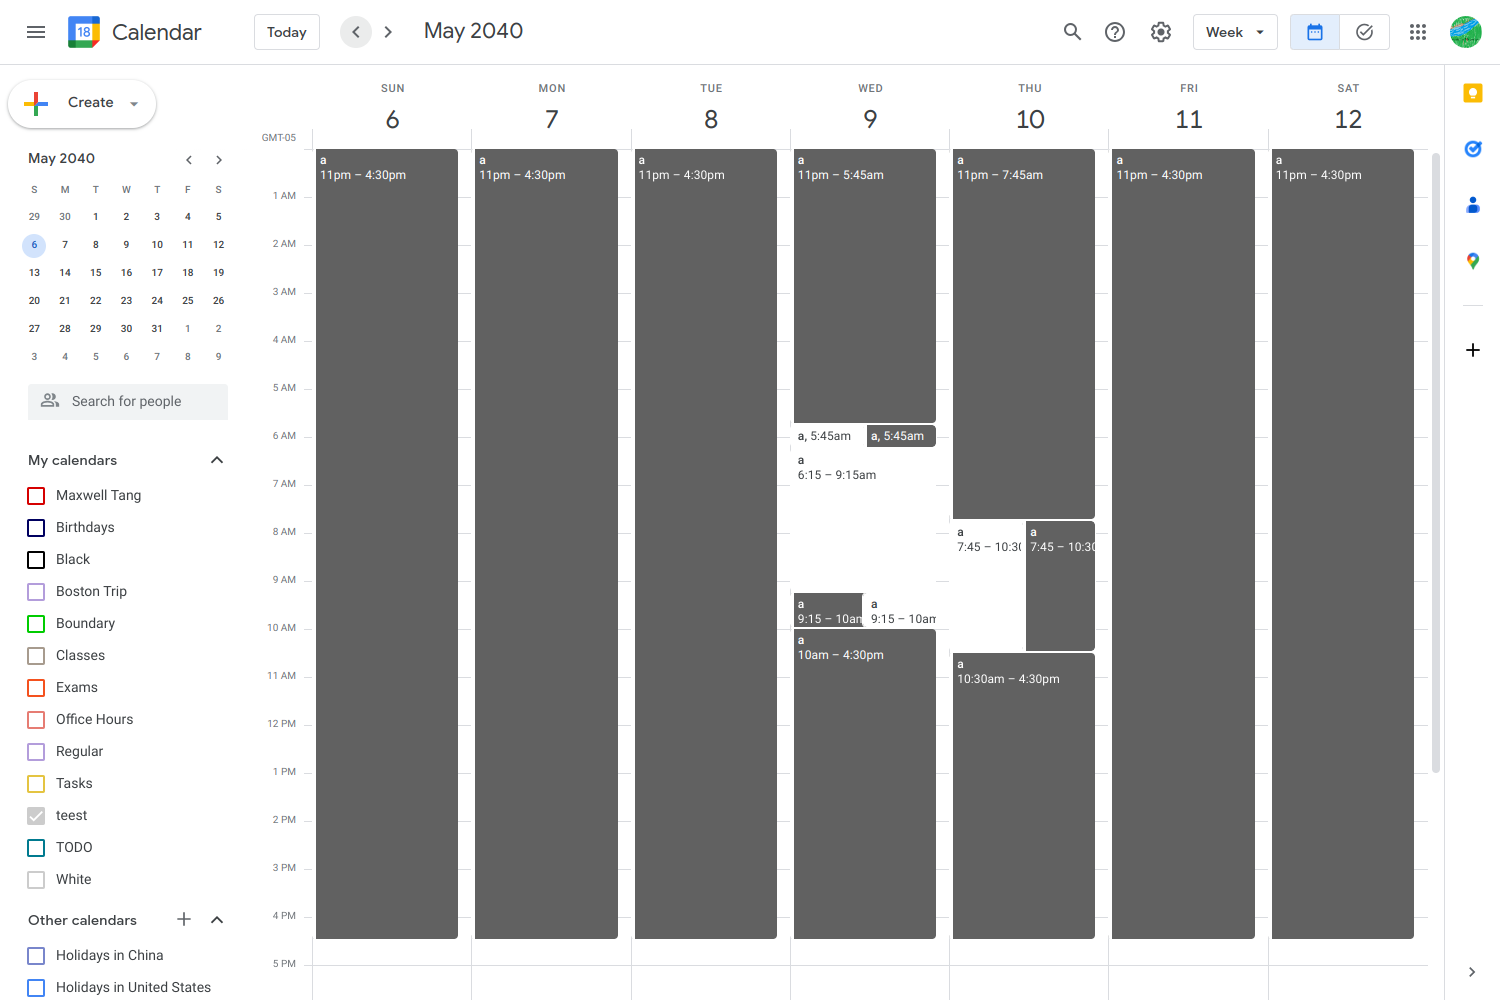 18 Calendar Today May 2040 Week
Create
May 2040
S M T W T F S
29 30 1 2 3 4 5
6 7 8 9 10 11 12
13 14 15 16 17 18 19
20 21 22 23 24 25 26
27 28 29 30 31 1 2
3 4 5 6 7 8 9
Search for people
My calendars
Maxwell Tang
Birthdays
Black
Boston Trip
Boundary
Classes
Exams
Office Hours
Regular
Tasks
teest
TODO
White
Other calendars
Holidays in China
Holidays in United States
SUN MON TUE WED THU FRI SAT
6 7 8 9 10 11 12
GMT-05
1 AM
2 AM
3 AM
4 AM
5 AM
6 AM
7 AM
8 AM
9 AM
10 AM
11 AM
12 PM
1 PM
2 PM
3 PM
4 PM
5 PM
a
11pm – 4:30pm
a
11pm – 4:30pm
a
11pm – 4:30pm
a
11pm – 5:45am
a, 5:45am
a, 5:45am
a
6:15 – 9:15am
a
9:15 – 10am
a
9:15 – 10am
a
10am – 4:30pm
a
11pm – 7:45am
a
7:45 – 10:30
a
7:45 – 10:30
a
10:30am – 4:30pm
a
11pm – 4:30pm
a
11pm – 4:30pm